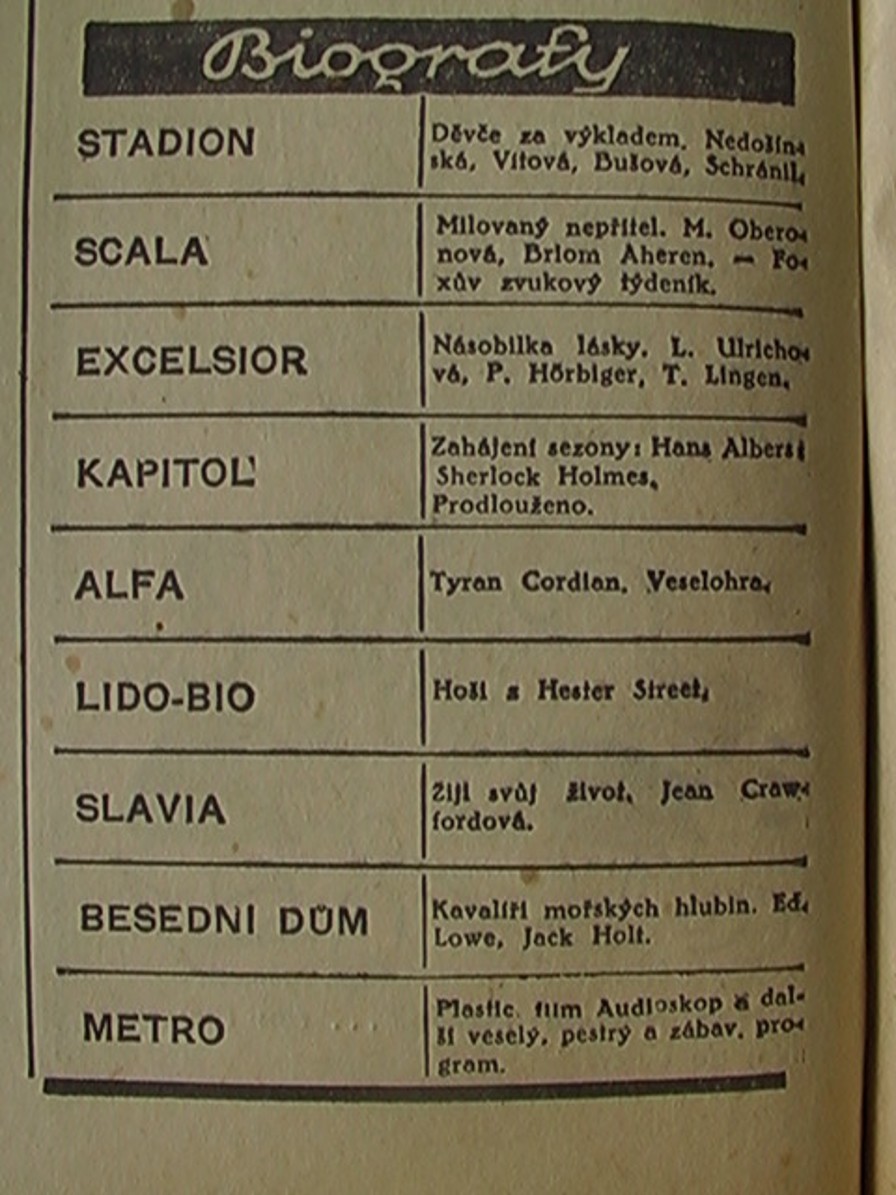 Biografy
STADION
Děvče za výkladem. Nedošín-
ská, Vítová, Bušová, Schránil,
SCALA
Milovaný nepřítel. M. Obero-
nová, Briom Aheren. — Fo-
xův zvukový týdeník.
EXCELSIOR
Násobilka lásky. L. Ulricho-
vá, P. Hörbiger, T. Lingen.
KAPITOL
Zahájení sezony: Hans Albers:
Sherlock Holmes.
Prodlouženo.
ALFA
Tyran Cordian. Veselohra.
LIDO-BIO
Hoši z Hester Street.
SLAVIA
Žiji svůj život. Jean Craw-
fordová.
BESEDNI DŮM
Kavalíři mořských hlubin. Ed.
Lowe, Jack Holt.
METRO
Plastic. film Audioskop a dal-
ší veselý, pestrý a zábav. pro-
gram.